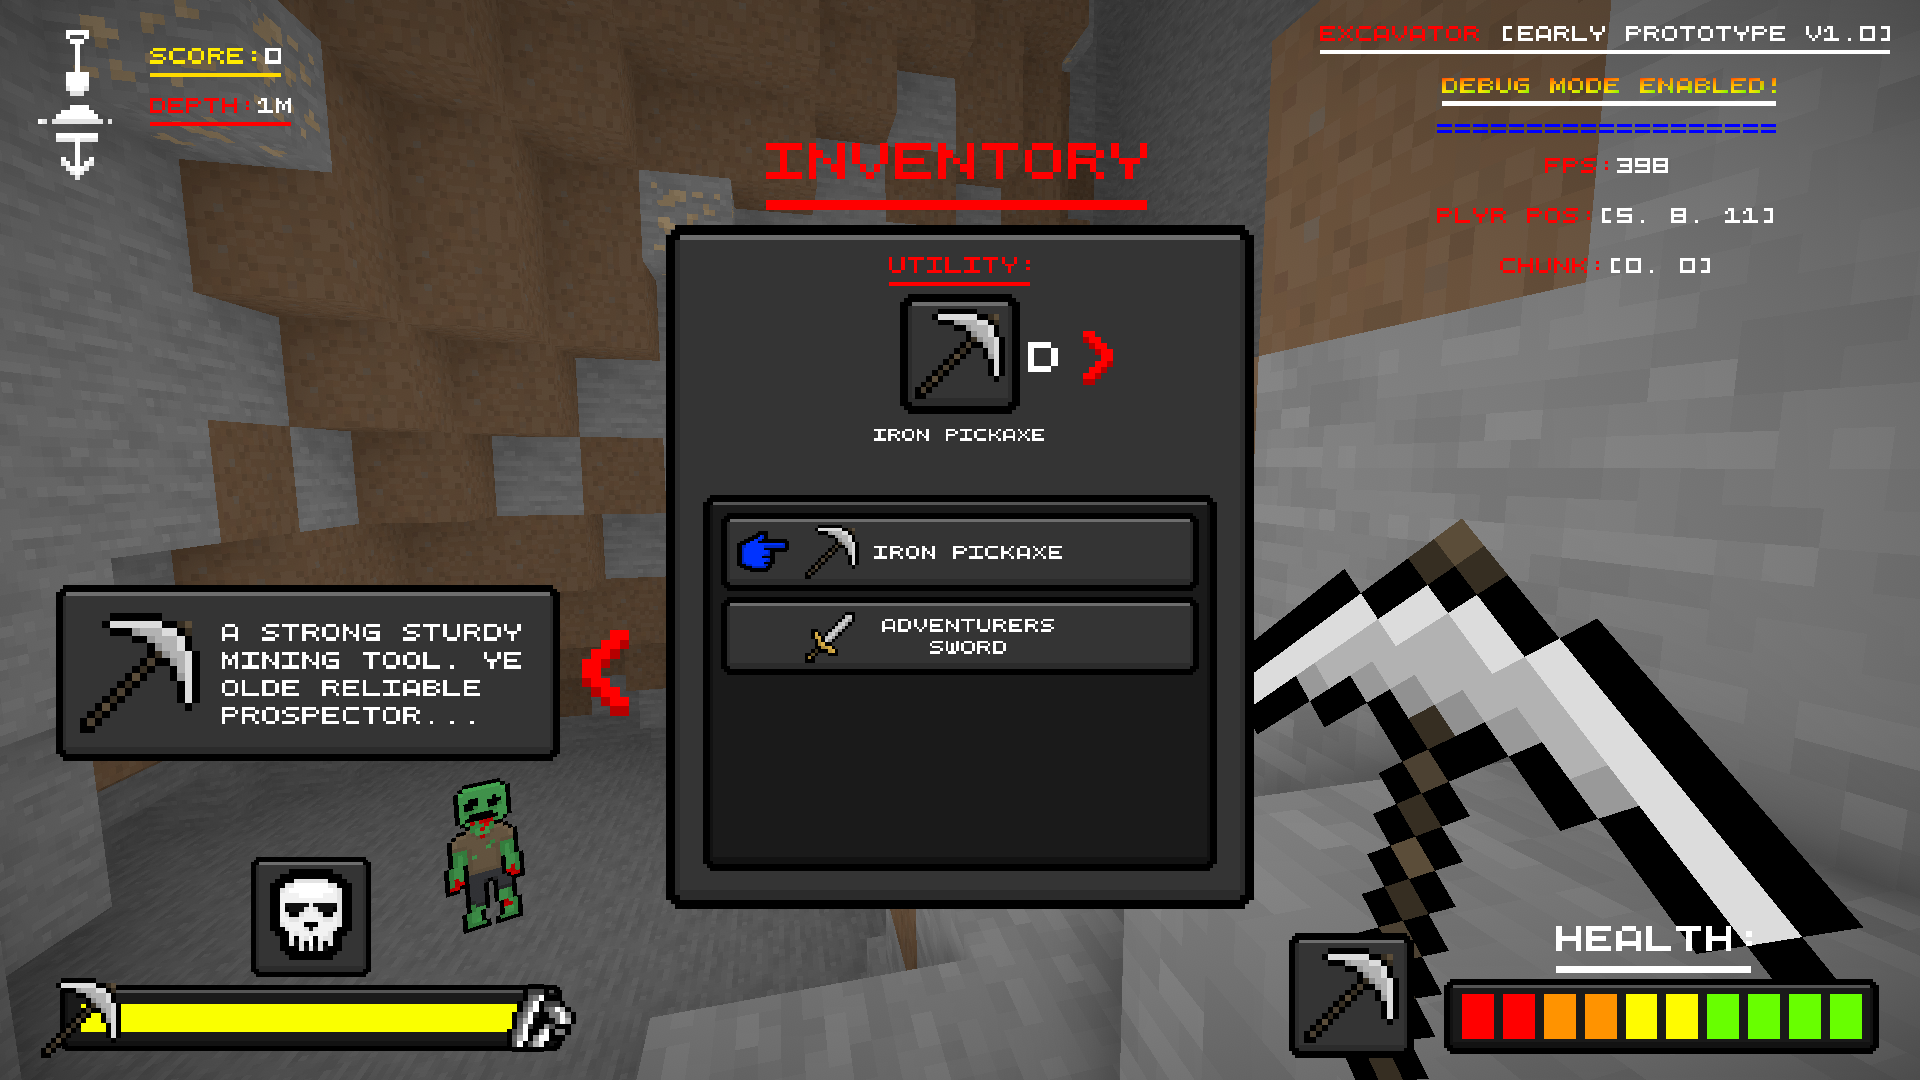 SCORE:0
DEPTH:1M
EXCAVATOR [EARLY PROTOTYPE V1.0]
DEBUG MODE ENABLED!
===================
FPS:398
PLYR POS:[5. 8. 11]
CHUNK:[0. 0]
INVENTORY
UTILITY:
D
IRON PICKAXE
IRON PICKAXE
ADVENTURERS
SWORD
A STRONG STURDY
MINING TOOL. YE
OLDE RELIABLE
PROSPECTOR...
HEALTH: